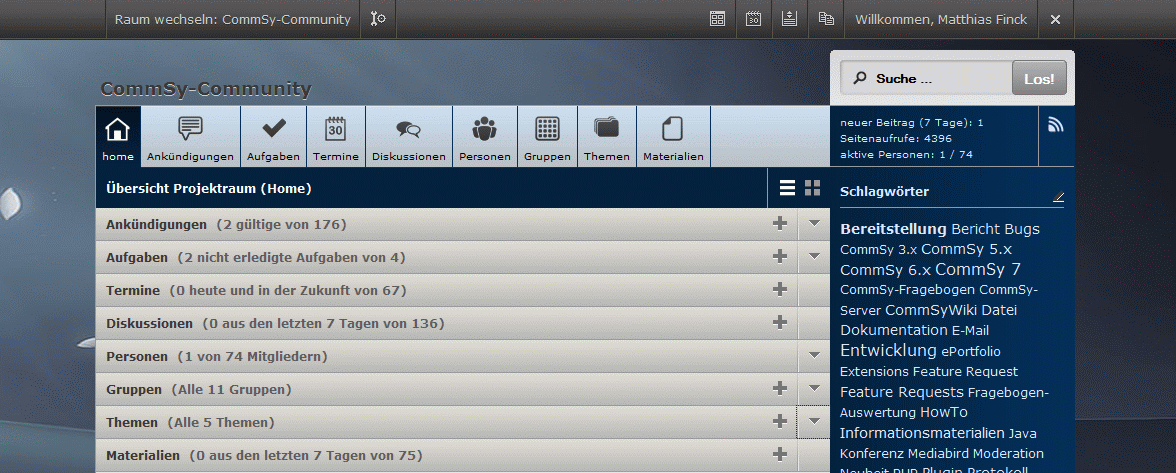 Raum wechseln: CommSy-Community
30
Willkommen, Matthias Finck
CommSy-Community
Suche ...
Los!
home
Ankündigungen
Aufgaben
30
Termine
Diskussionen
Personen
Gruppen
Themen
Materialien
neuer Beitrag (7 Tage): 1
Seitenaufrufe: 4396
aktive Personen: 1 / 74
Übersicht Projektraum (Home)
Ankündigungen (2 gültige von 176)
Aufgaben (2 nicht erledigte Aufgaben von 4)
Termine (0 heute und in der Zukunft von 67)
Diskussionen (0 aus den letzten 7 Tagen von 136)
Personen (1 von 74 Mitgliedern)
Gruppen (Alle 11 Gruppen)
Themen (Alle 5 Themen)
Materialien (0 aus den letzten 7 Tagen von 75)
Schlagwörter
Bereitstellung Bericht Bugs
CommSy 3.x CommSy 5.x
CommSy 6.x CommSy 7
CommSy-Fragebogen CommSy-
Server CommSyWiki Datei
Dokumentation E-Mail
Entwicklung ePortfolio
Extensions Feature Request
Feature Requests Fragebogen-
Auswertung HowTo
Informationsmaterialien Java
Konferenz Mediabird Moderation
Neuheit PHP Plugin Protokoll